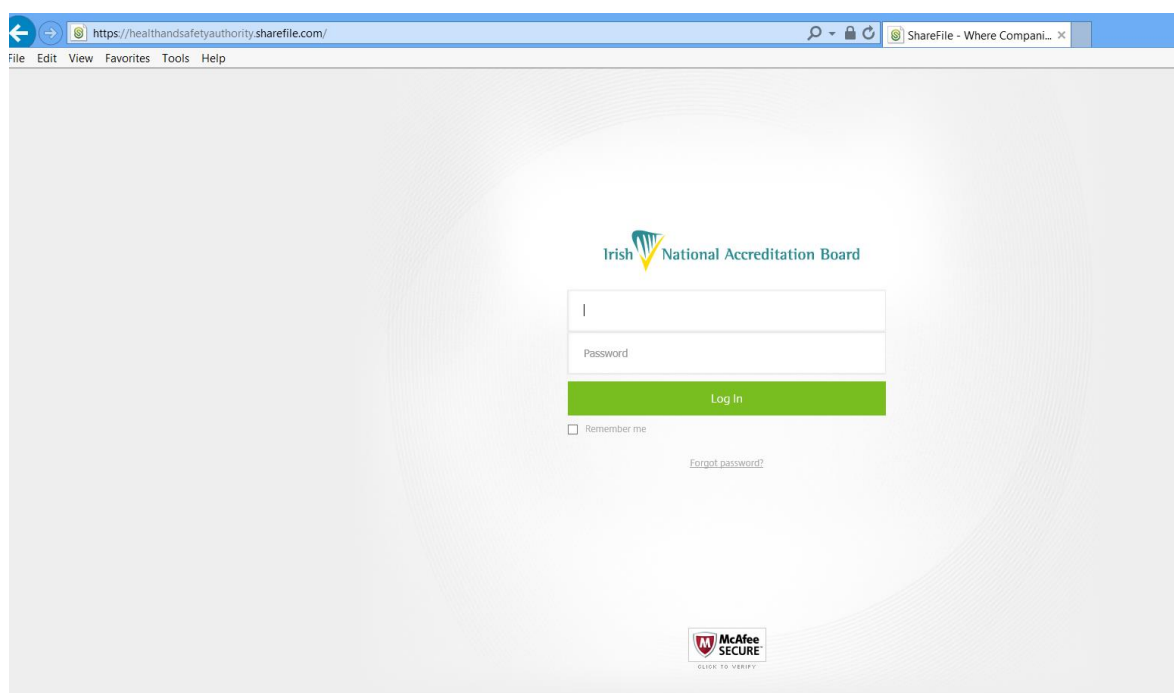 https://healthandsafetyauthority.sharefile.com/
ShareFile - Where Compani...
File Edit View Favorites Tools Help
Irish National Accreditation Board
Password
Log In
Remember me
Forgot password?
McAfee
SECURE
CLICK TO VERIFY